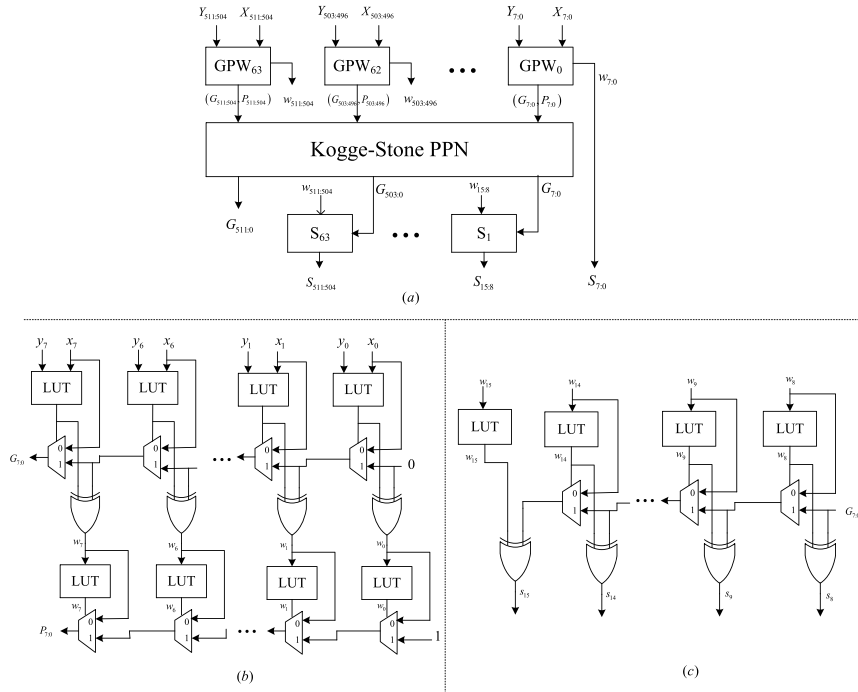 Y511:504 X511:504 Y503:496 X503:496 Y7:0 X7:0
GPW63 GPW62 ••• GPW0
w7:0
(G511:504, P511:504) w511:504 (G503:496, P503:496) w503:496 (G7:0, P7:0)
Kogge-Stone PPN
w511:504 G503:0 w15:8 G7:0
G511:0
S63 ••• S1
S511:504 S15:8 S7:0
(a)
y7 x7 y6 x6 y1 x1 y0 x0
LUT LUT LUT LUT
G7:0 0 1 0 1 ••• 0 1 0 1 0
w7 w6 w1 w0
LUT LUT LUT LUT
w7 w6 w1 w0
P7:0 0 1 0 1 ••• 0 1 0 1 1
(b)
w15 w14 w9 w8
LUT LUT LUT LUT
w15 w14 w9 w8
0 1 ••• 0 1 0 1
s15 s14 s9 s8
(c)